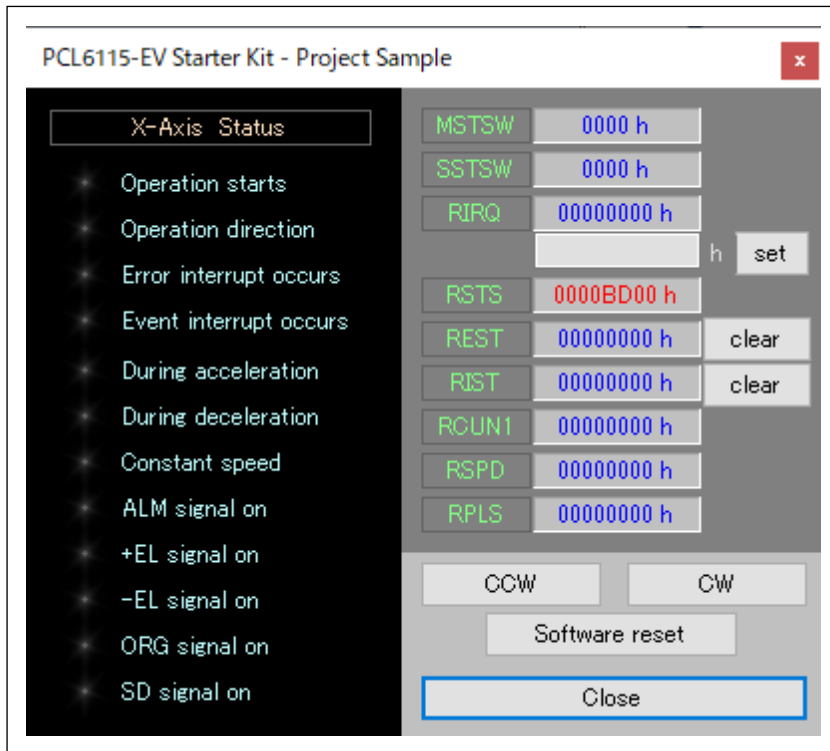 PCL6115-EV Starter Kit - Project Sample
x
X-Axis Status
Operation starts
Operation direction
Error interrupt occurs
Event interrupt occurs
During acceleration
During deceleration
Constant speed
ALM signal on
+EL signal on
-EL signal on
ORG signal on
SD signal on
MSTSW 0000 h
SSTSW 0000 h
RIRQ 00000000 h
h set
RSTS 0000BD00 h
REST 00000000 h clear
RIST 00000000 h clear
RCUN1 00000000 h
RSPD 00000000 h
RPLS 00000000 h
CCW CW
Software reset
Close